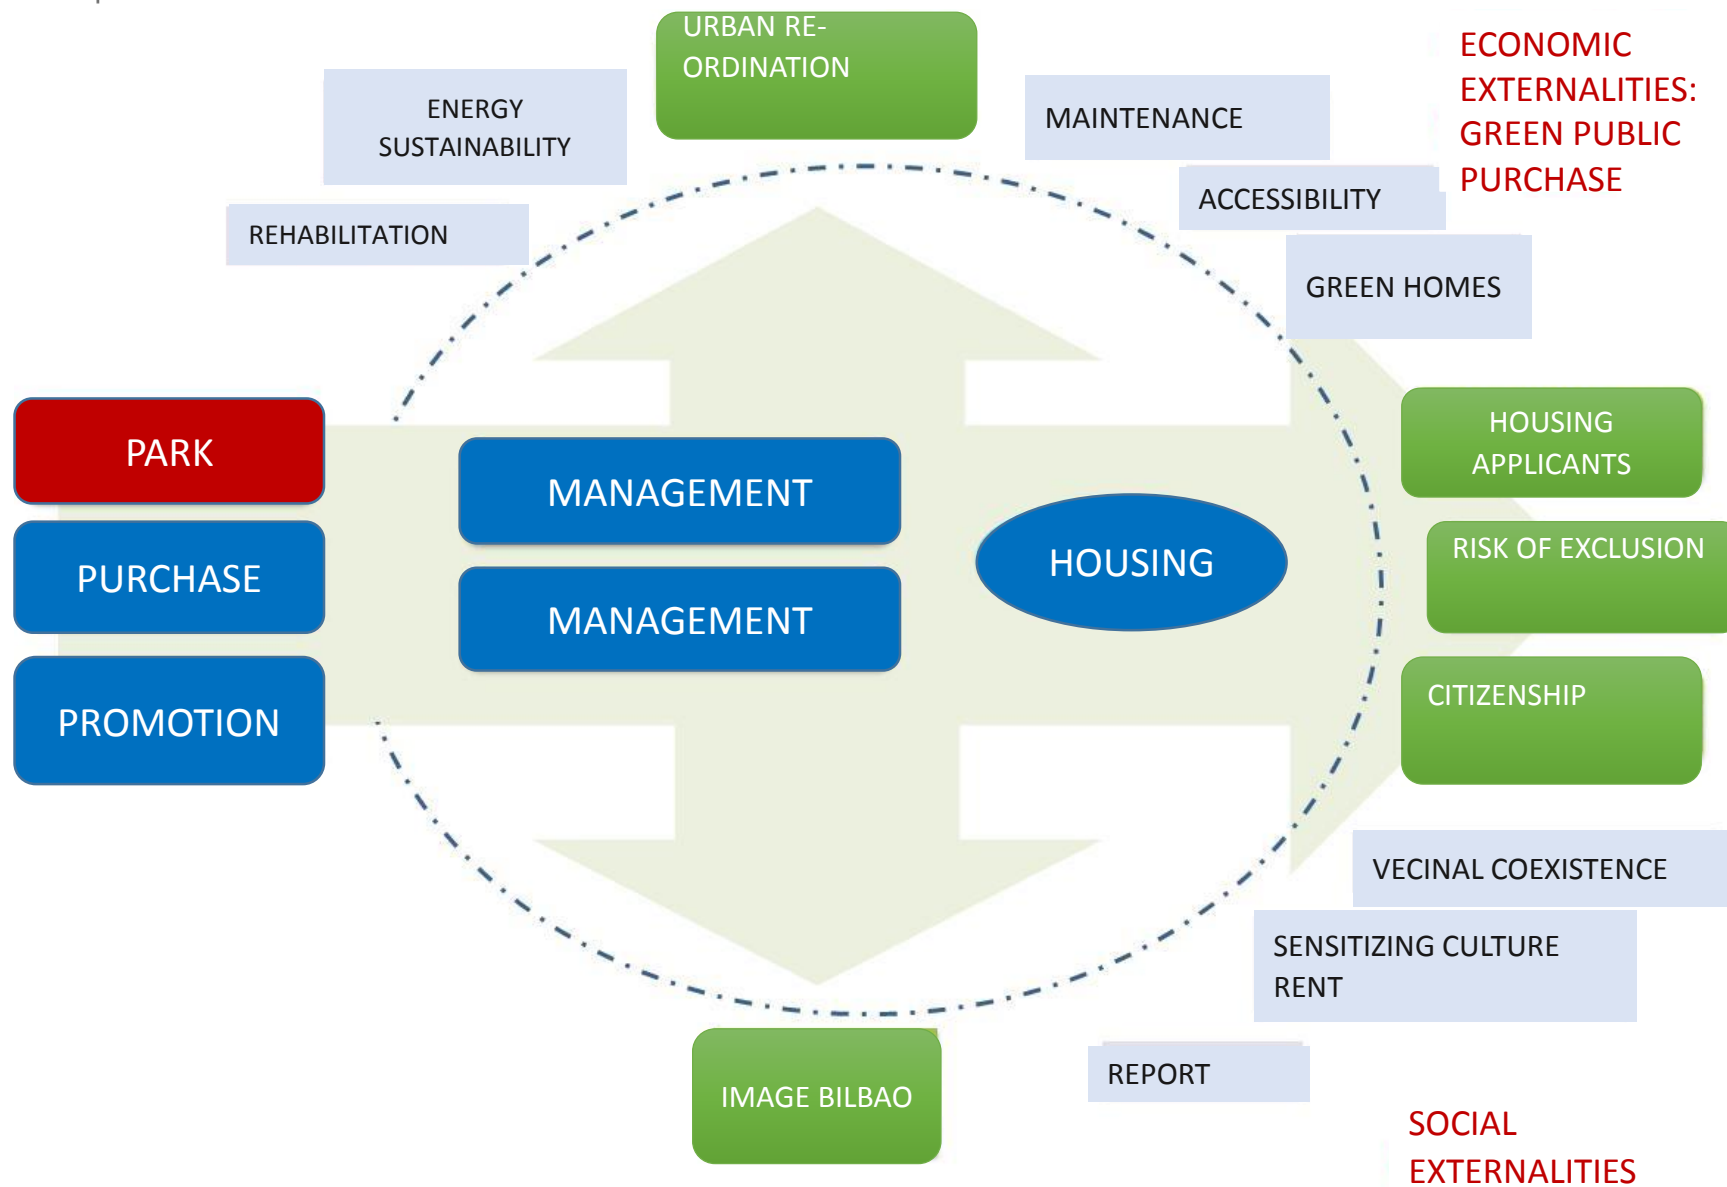 URBAN RE-
ORDINATION
ECONOMIC
EXTERNALITIES:
GREEN PUBLIC
PURCHASE
ENERGY
SUSTAINABILITY
MAINTENANCE
ACCESSIBILITY
REHABILITATION
GREEN HOMES
PARK
HOUSING
APPLICANTS
MANAGEMENT
PURCHASE
HOUSING
RISK OF EXCLUSION
MANAGEMENT
PROMOTION
CITIZENSHIP
VECINAL COEXISTENCE
SENSITIZING CULTURE
RENT
REPORT
IMAGE BILBAO
SOCIAL
EXTERNALITIES